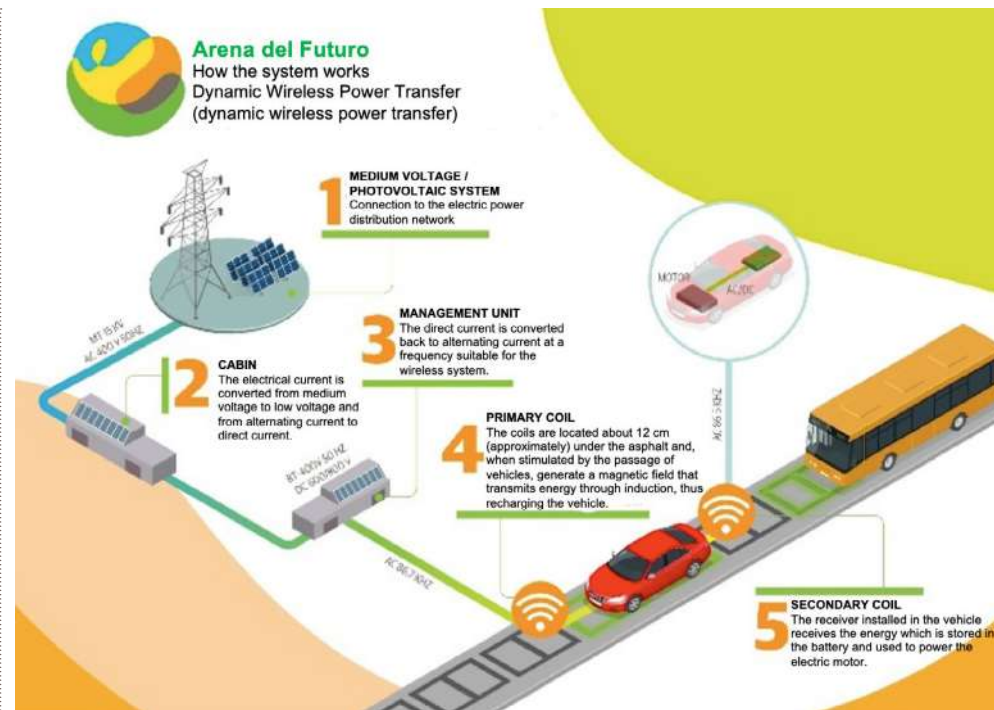 Arena del Futuro
How the system works
Dynamic Wireless Power Transfer
(dynamic wireless power transfer)
1
MEDIUM VOLTAGE /
PHOTOVOLTAIC SYSTEM
Connection to the electric power
distribution network
MT 15 kV
AC 400 V 50HZ
2
CABIN
The electrical current is
converted from medium
voltage to low voltage and
from alternating current to
direct current.
3
MANAGEMENT UNIT
The direct current is converted
back to alternating current at a
frequency suitable for the
wireless system.
BT 400V 50 HZ
DC 600/800 V
AC 86,7 KHZ
4
PRIMARY COIL
The coils are located about 12 cm
(approximately) under the asphalt and,
when stimulated by the passage of
vehicles, generate a magnetic field that
transmits energy through induction, thus
recharging the vehicle.
MOTOR
AC/DC
5
SECONDARY COIL
The receiver installed in the vehicle
receives the energy which is stored in
the battery and used to power the
electric motor.